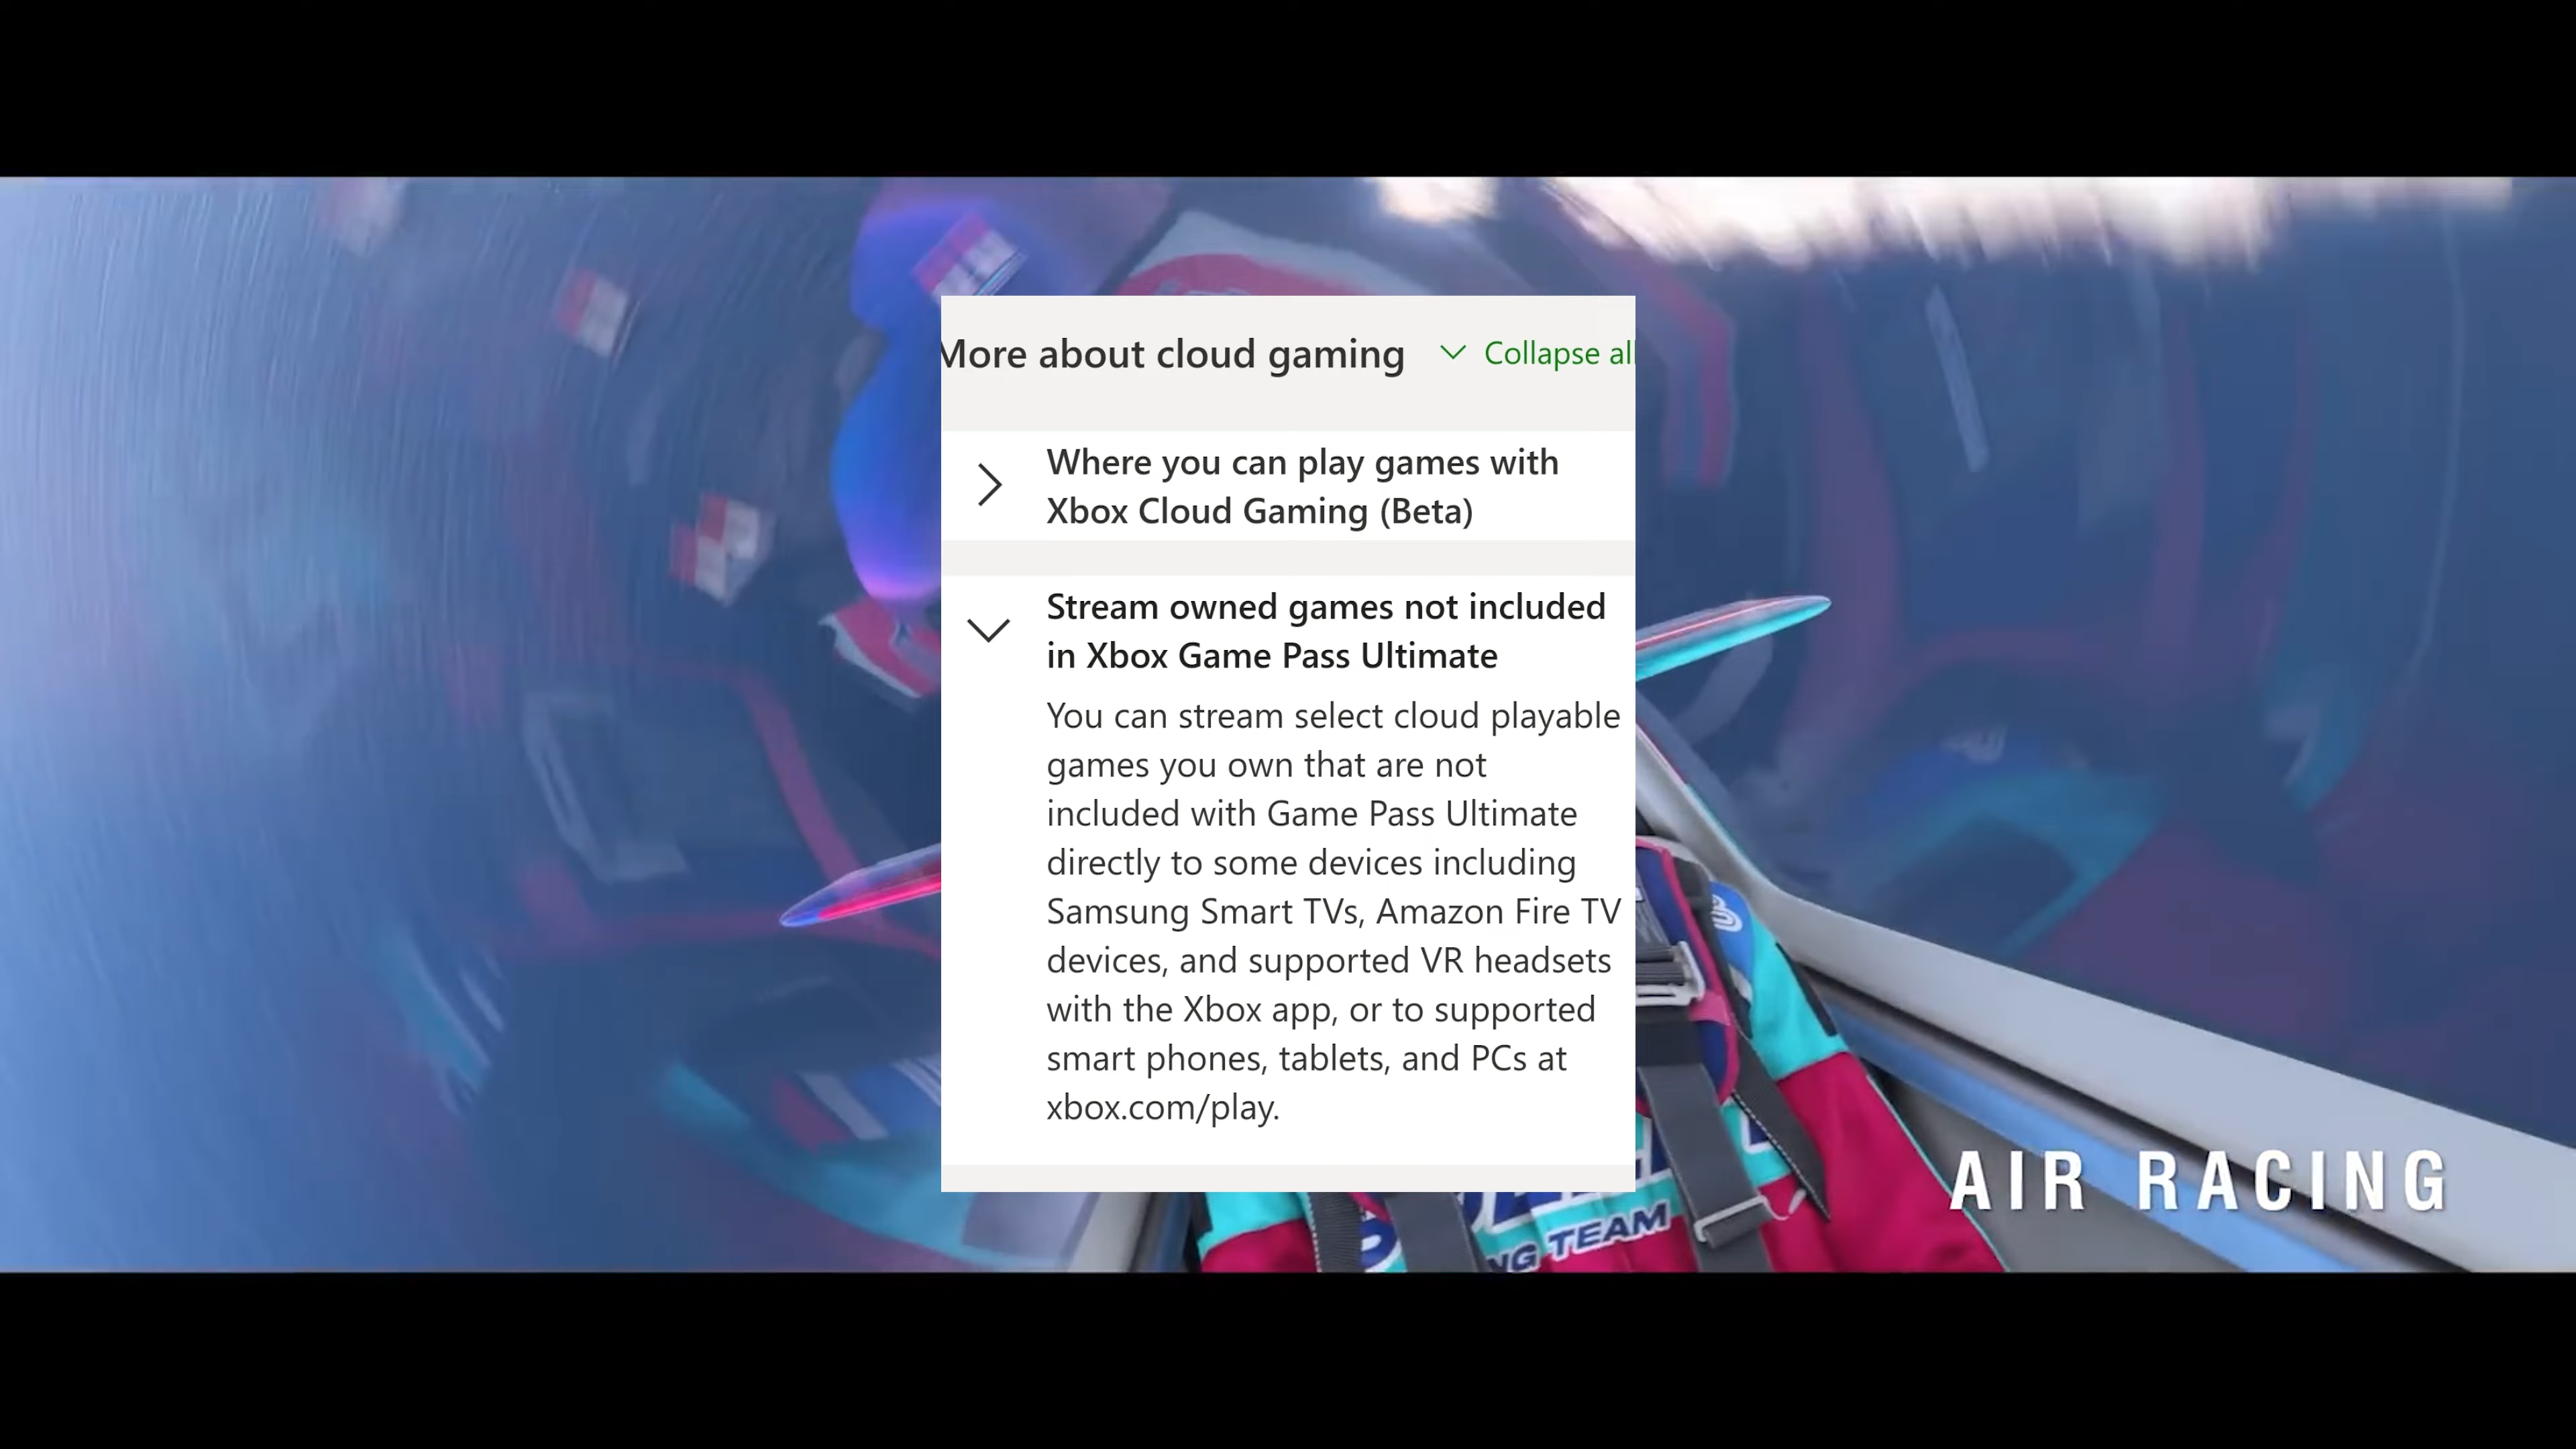 More about cloud gaming
Collapse all
Where you can play games with
Xbox Cloud Gaming (Beta)
Stream owned games not included
in Xbox Game Pass Ultimate
You can stream select cloud playable
games you own that are not
included with Game Pass Ultimate
directly to some devices including
Samsung Smart TVs, Amazon Fire TV
devices, and supported VR headsets
with the Xbox app, or to supported
smart phones, tablets, and PCs at
xbox.com/play.
TEAM
AIR RACING